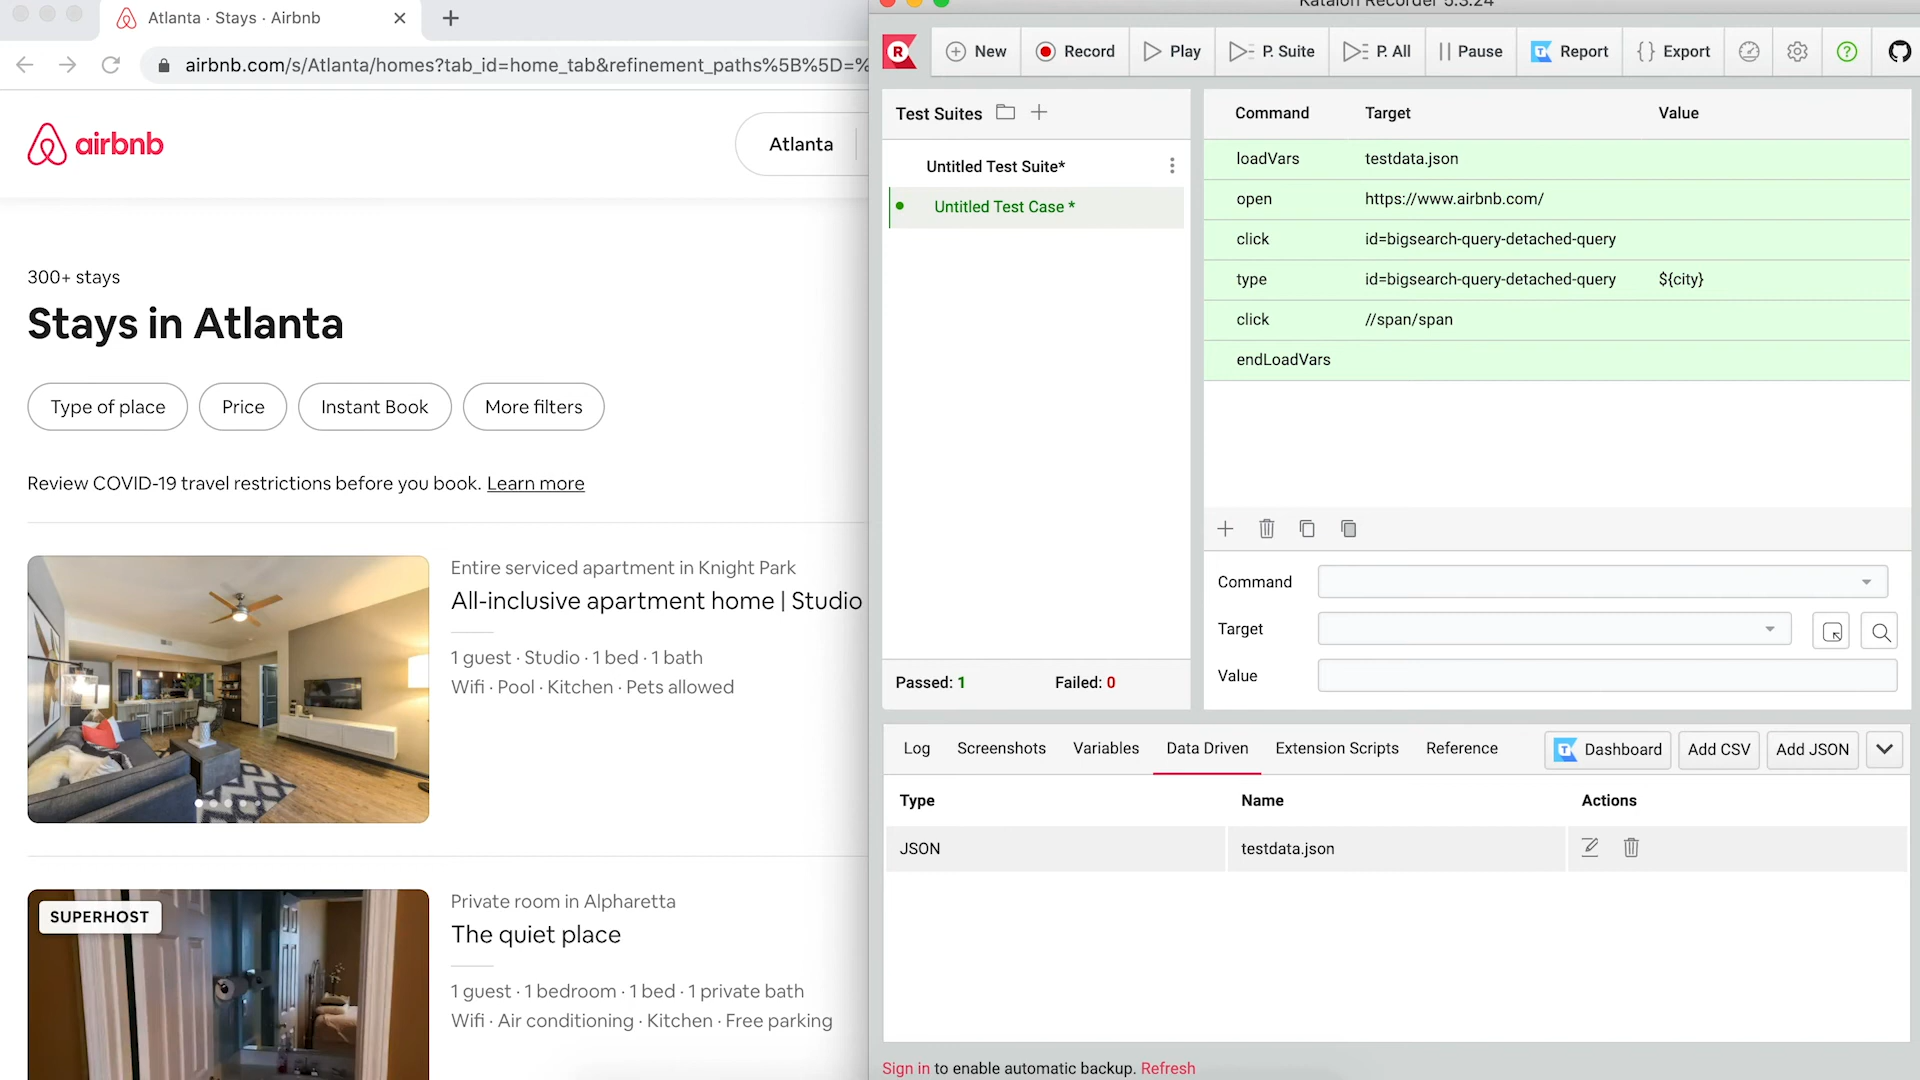 Atlanta · Stays · Airbnb
airbnb.com/s/Atlanta/homes?tab_id=home_tab&refinement_paths%5B%5D=%
airbnb
Atlanta
300+ stays
Stays in Atlanta
Type of place
Price
Instant Book
More filters
Review COVID-19 travel restrictions before you book. Learn more
Entire serviced apartment in Knight Park
All-inclusive apartment home | Studio
1 guest · Studio · 1 bed · 1 bath
Wifi · Pool · Kitchen · Pets allowed
SUPERHOST
Private room in Alpharetta
The quiet place
1 guest · 1 bedroom · 1 bed · 1 private bath
Wifi · Air conditioning · Kitchen · Free parking
Katalon Recorder 5.3.24
New
Record
Play
P. Suite
P. All
Pause
Report
Export
Test Suites
Untitled Test Suite*
Untitled Test Case *
Passed: 1
Failed: 0
Command Target Value
loadVars testdata.json
open https://www.airbnb.com/
click id=bigsearch-query-detached-query
type id=bigsearch-query-detached-query ${city}
click //span/span
endLoadVars
Command
Target
Value
Log
Screenshots
Variables
Data Driven
Extension Scripts
Reference
Dashboard
Add CSV
Add JSON
Type Name Actions
JSON testdata.json
Sign in to enable automatic backup. Refresh